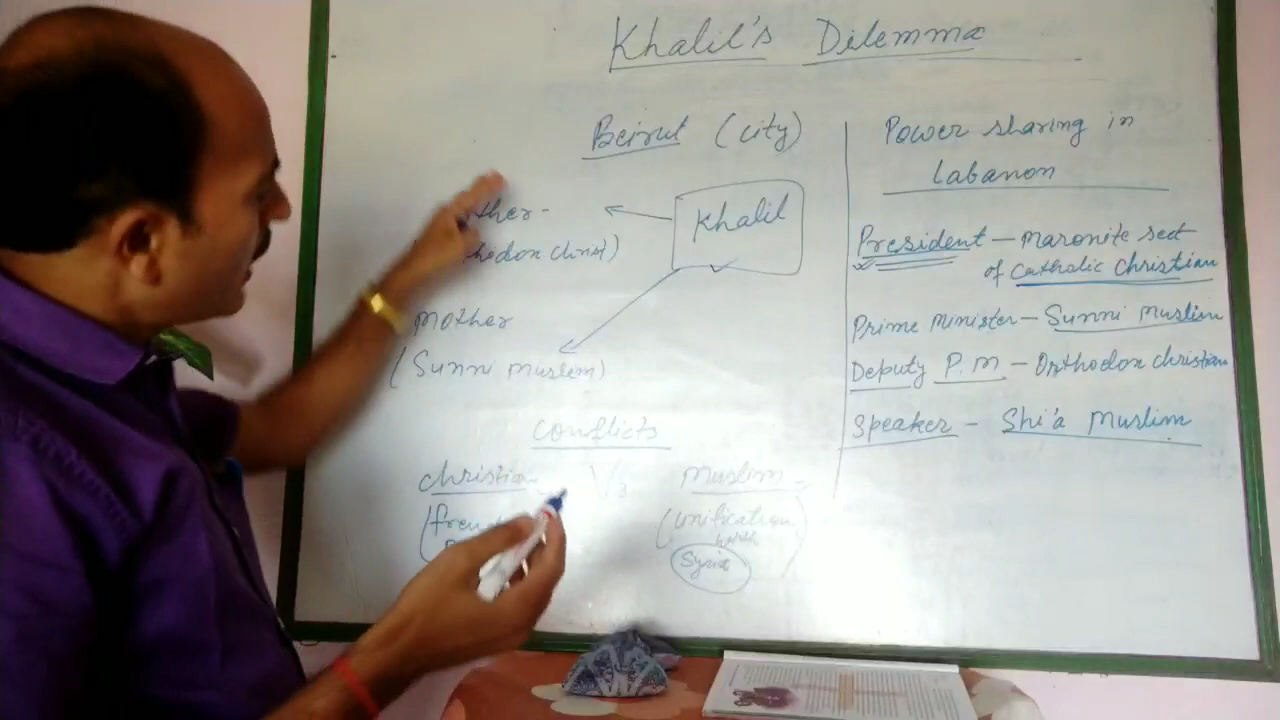 Khalil's Dilemma
Beirut (city)
Khalil
Mother
(Sunni muslem)
Conflicts
Christian Vs Muslim
(unification
with
Syria
Power sharing in
Labanon
President - Maronite sect
of Catholic Christian
Prime Minister - Sunni Muslim
Deputy P.M - Orthodox christian
Speaker - Shi'a Muslim